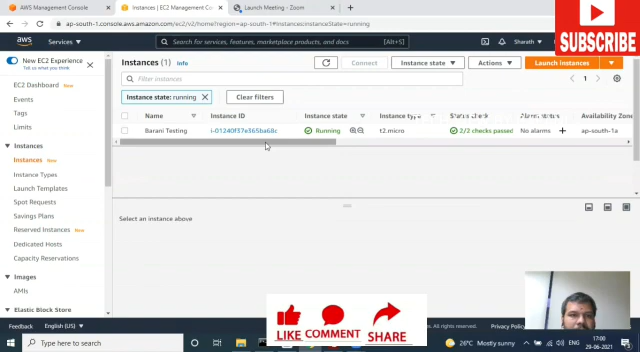 AWS Management Console
Instances | EC2 Management Con
Launch Meeting - Zoom
ap-south-1.console.aws.amazon.com/ec2/v2/home?region=ap-south-1#Instances:instanceState=running
aws Services Search for services, features, marketplace products, and docs [Alt+S] Sharath
SUBSCRIBE
New EC2 Experience
Tell us what you think
EC2 Dashboard New
Events
Tags
Limits
Instances
Instances New
Instance Types
Launch Templates
Spot Requests
Savings Plans
Reserved Instances New
Dedicated Hosts
Capacity Reservations
Images
AMIs
Elastic Block Store
Instances (1) Info Connect Instance state Actions Launch instances
Filter instances 1
Instance state: running Clear filters
Name Instance ID Instance state Instance type Status check Alarm status Availability Zone
Barani Testing i-01240f37e365ba68c Running t2.micro 2/2 checks passed No alarms ap-south-1a
Select an instance above
LIKE COMMENT SHARE
Feedback English (US) All rights reserved. Privacy Policy
Type here to search 26°C Mostly sunny 17:00
29-06-2021